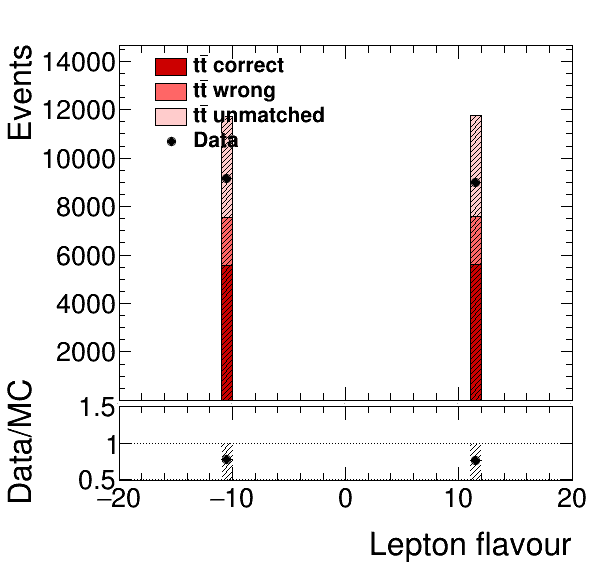 Events
14000
12000
10000
8000
6000
4000
2000
tt̄ correct
tt̄ wrong
tt̄ unmatched
Data
Data/MC
1.5
1
0.5
−20 −10 0 10 20
Lepton flavour